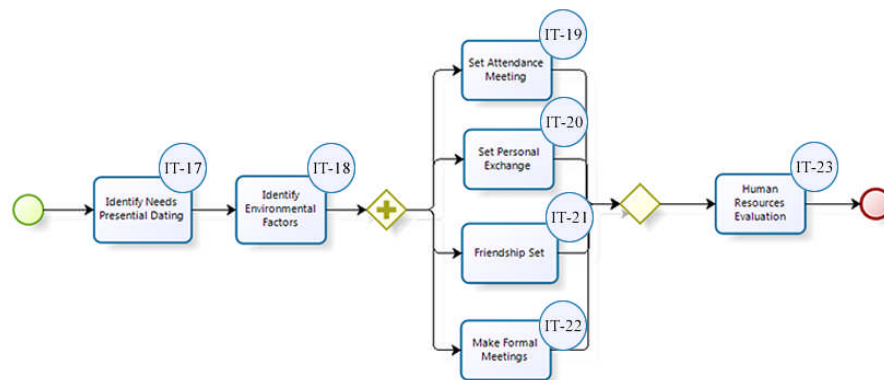 IT-17
Identify Needs
Presential Dating
IT-18
Identify
Environmental
Factors
IT-19
Set Attendance
Meeting
IT-20
Set Personal
Exchange
IT-21
Friendship Set
IT-22
Make Formal
Meetings
IT-23
Human
Resources
Evaluation